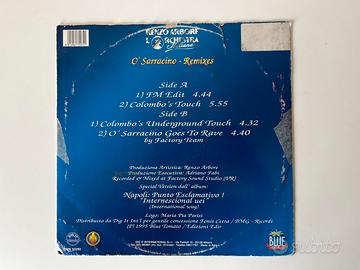 RENZO ARBORE
L'ORCHESTRA
Italiana
O' Sarracino - Remixes
Side A
1) FM Edit 4.44
2) Colombo's Touch 5.55
Side B
1) Colombo's Underground Touch 4.32
2) O' Sarracino Goes To Rave 4.40
by Factory Team
Produzione Artistica: Renzo Arbore
Produzione Esecutiva: Adriano Fabi
Recorded & Mixed at Factory Sound Studio (VR)
Special Version dall' album:
Napoli: Punto Esclamativo !
"Internescional uei"
(International way)
Logo: Maria Pia Parisi
Distribuito da Dig It Int'l per gentile concessione Fonit Cetra / BMG - Ricordi
© 1995 Blue Tomato / Edizioni Edio
BLUE
subito